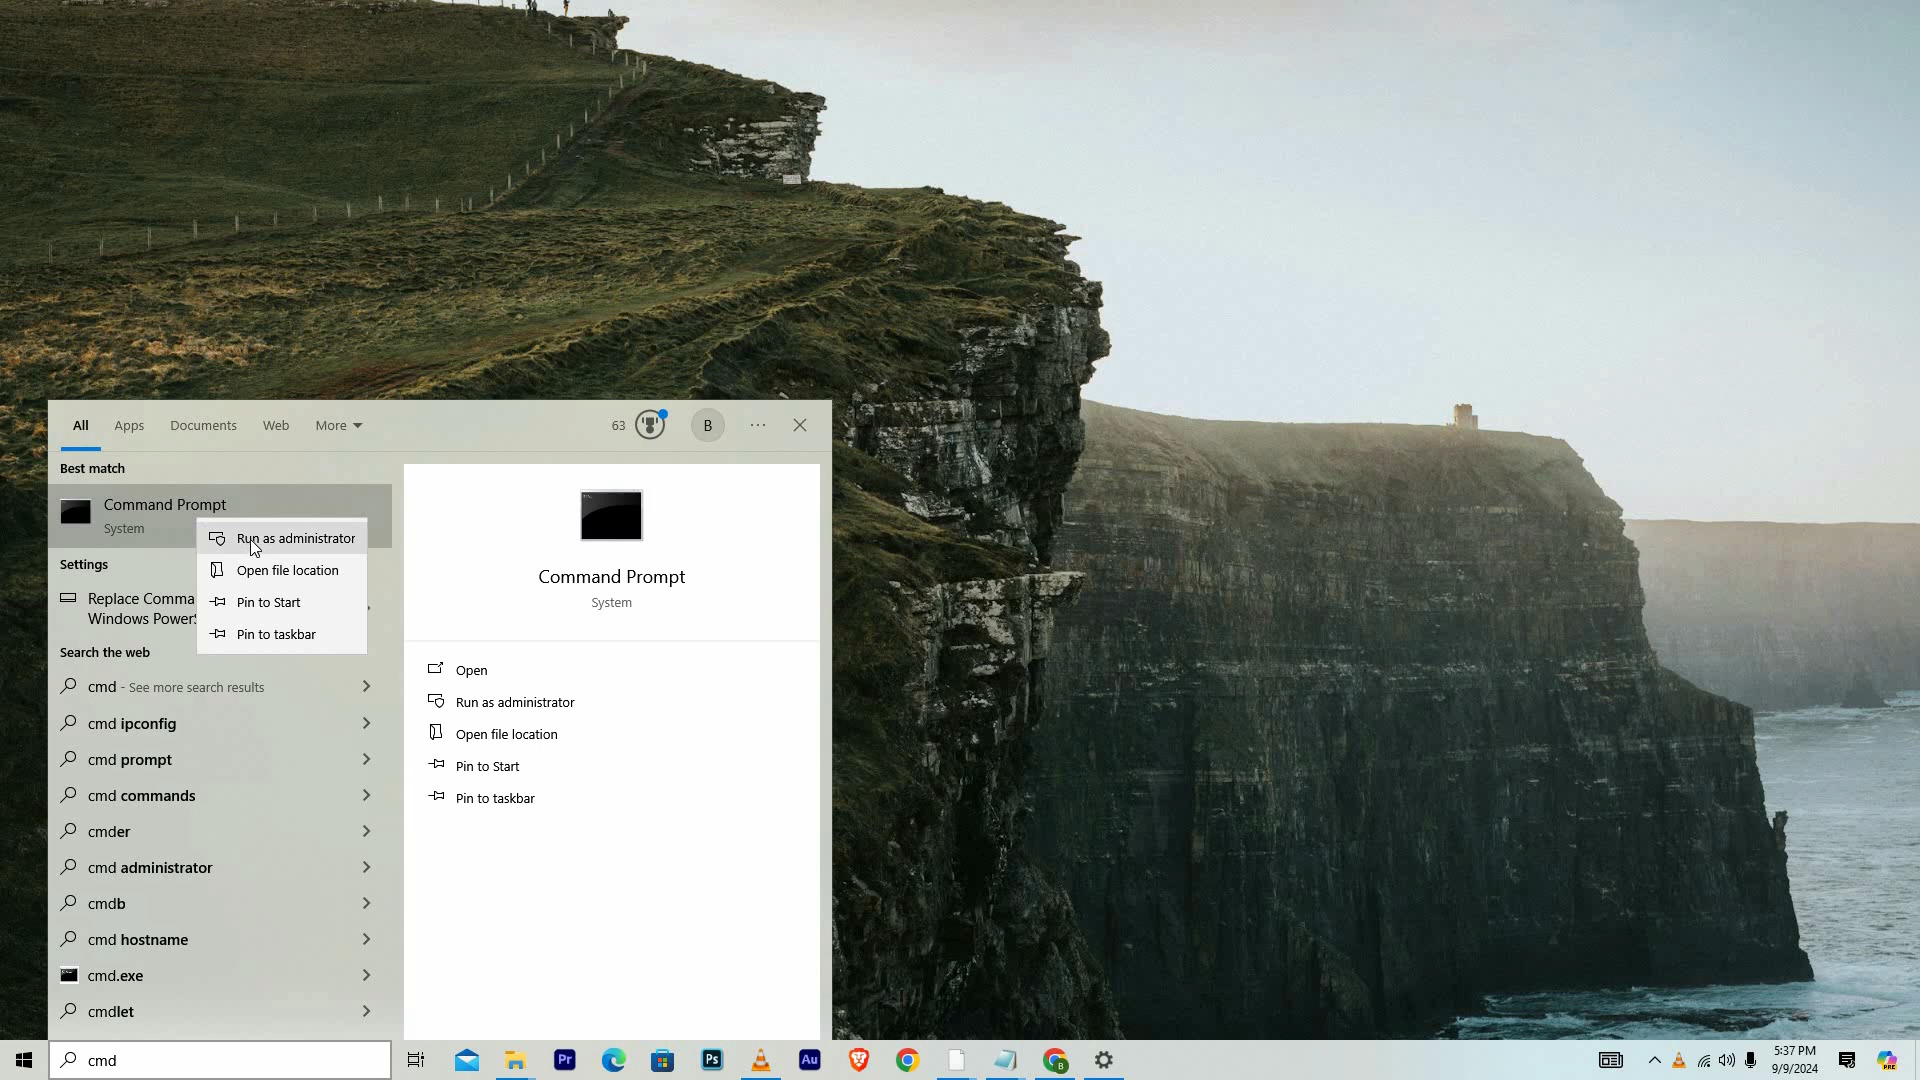 All
Apps
Documents
Web
More
63
B
Best match
Command Prompt
System
Run as administrator
Open file location
Pin to Start
Pin to taskbar
Settings
Replace Comma
Windows Power
Search the web
cmd - See more search results
cmd ipconfig
cmd prompt
cmd commands
cmder
cmd administrator
cmdb
cmd hostname
cmd.exe
cmdlet
Command Prompt
System
Open
Run as administrator
Open file location
Pin to Start
Pin to taskbar
cmd
Pr
Ps
Au
B
5:37 PM
9/9/2024
PRE